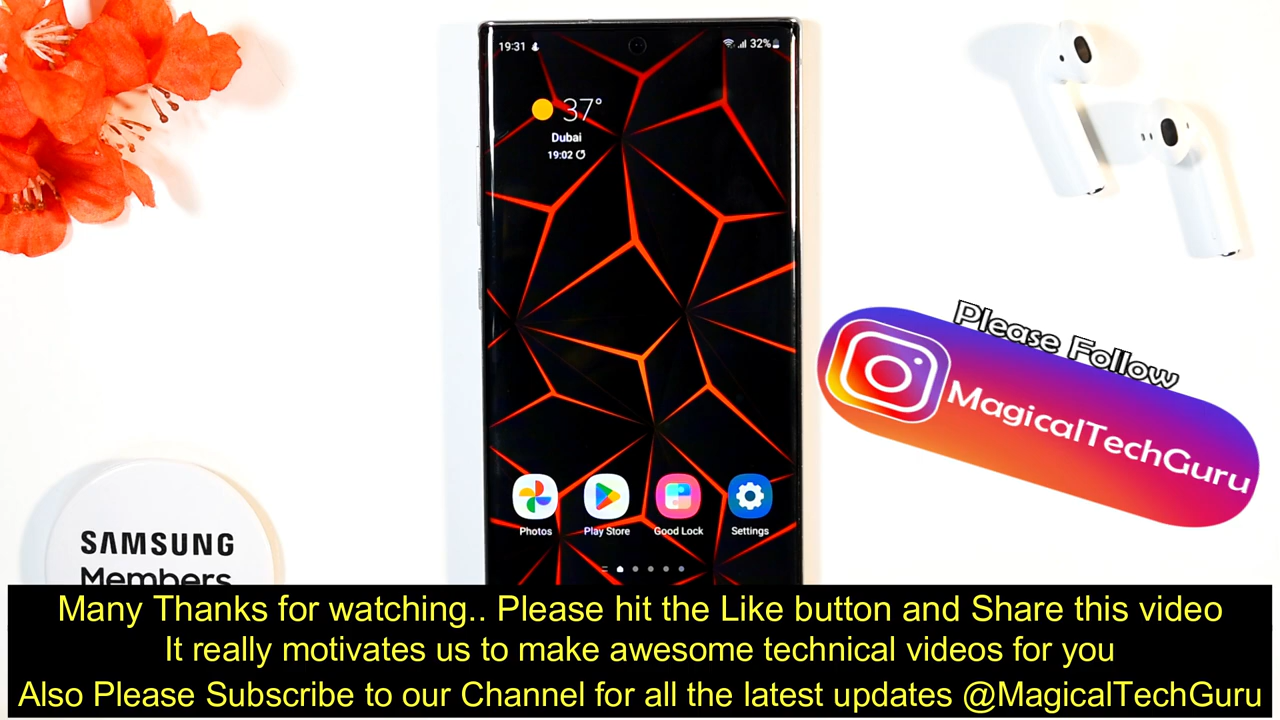 19:31
32%
37°
Dubai
19:02
Please Follow
MagicalTechGuru
Photos
Play Store
Good Lock
Settings
SAMSUNG
Members
Many Thanks for watching.. Please hit the Like button and Share this video
It really motivates us to make awesome technical videos for you
Also Please Subscribe to our Channel for all the latest updates @MagicalTechGuru